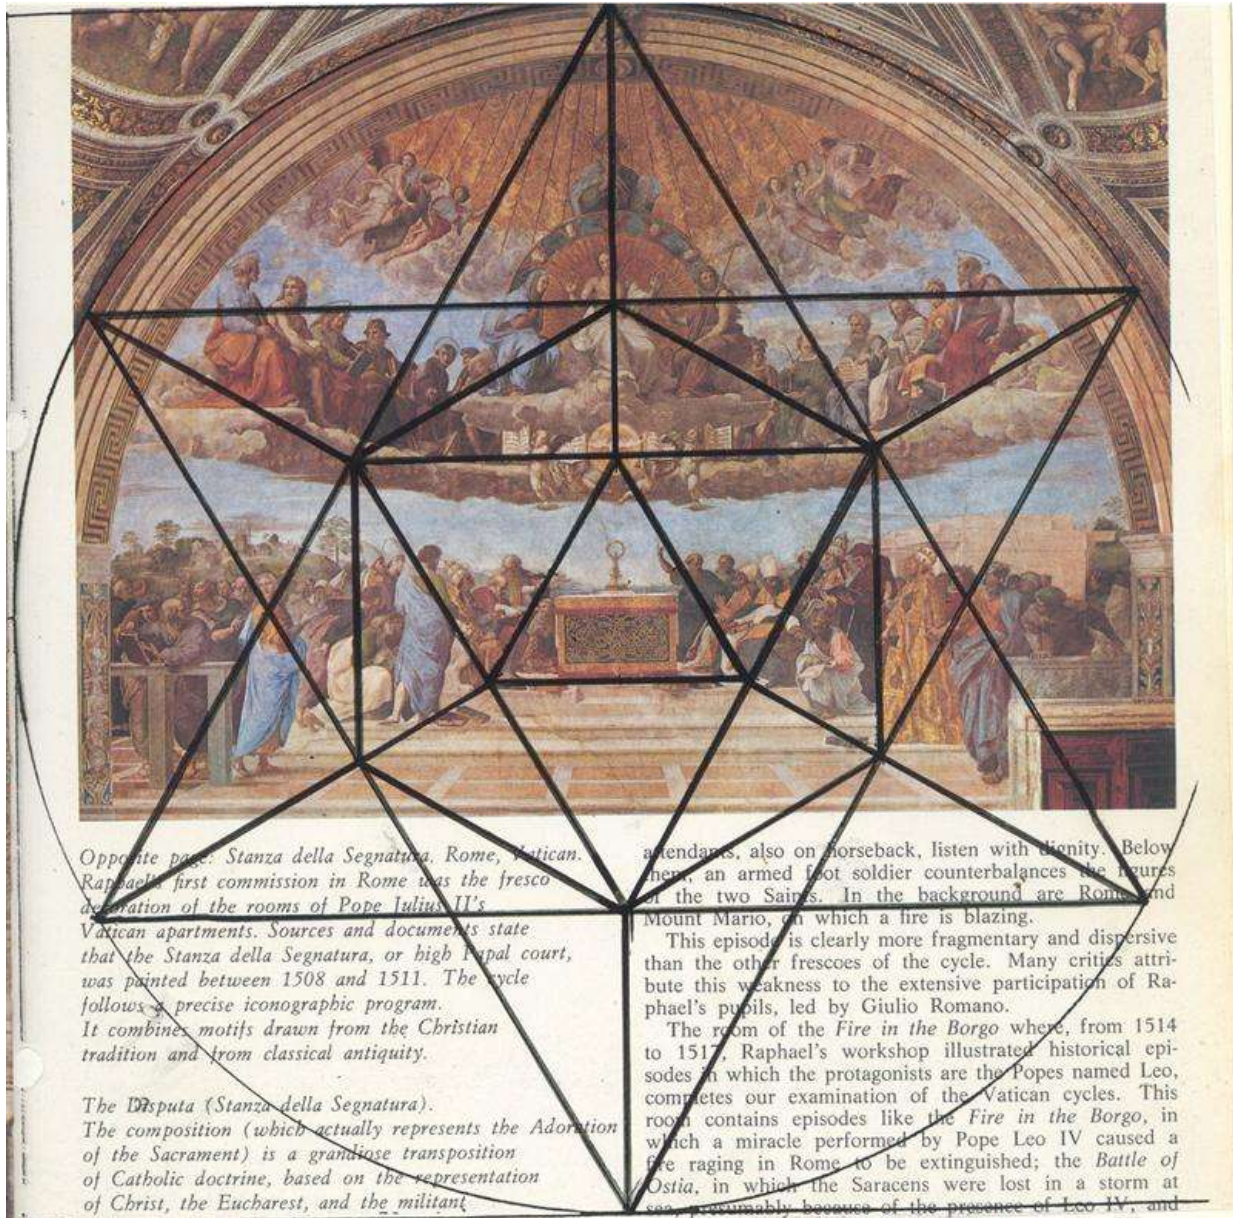 Opposite page: Stanza della Segnatura, Rome, Vatican.
Raphael's first commission in Rome was the fresco
decoration of the rooms of Pope Julius II's
Vatican apartments. Sources and documents state
that the Stanza della Segnatura, or high Papal court,
was painted between 1508 and 1511. The cycle
follows a precise iconographic program.
It combines motifs drawn from the Christian
tradition and from classical antiquity.
The Disputa (Stanza della Segnatura).
The composition (which actually represents the Adoration
of the Sacrament) is a grandiose transposition
of Catholic doctrine, based on the representation
of Christ, the Eucharest, and the militant
attendants, also on horseback, listen with dignity. Below
them, an armed foot soldier counterbalances the figures
of the two Saints. In the background are Rome and
Mount Mario, on which a fire is blazing.
This episode is clearly more fragmentary and dispersive
than the other frescoes of the cycle. Many critics attri-
bute this weakness to the extensive participation of Ra-
phael's pupils, led by Giulio Romano.
The room of the Fire in the Borgo where, from 1514
to 1517, Raphael's workshop illustrated historical epi-
sodes in which the protagonists are the Popes named Leo,
completes our examination of the Vatican cycles. This
room contains episodes like the Fire in the Borgo, in
which a miracle performed by Pope Leo IV caused a
fire raging in Rome to be extinguished; the Battle of
Ostia, in which the Saracens were lost in a storm at
sea, presumably because of the presence of Leo IV; and